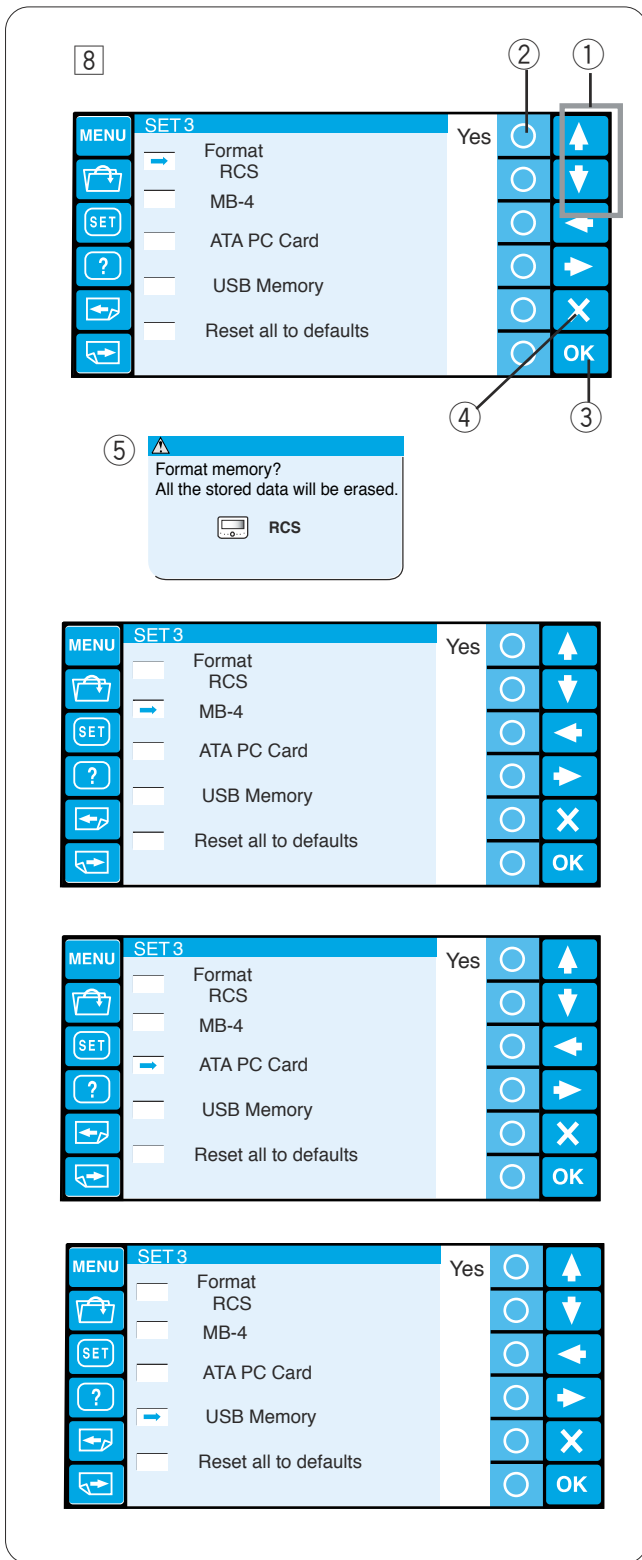 8
② ①
MENU SET 3 Yes
Format
RCS
MB-4
SET
ATA PC Card
?
USB Memory
Reset all to defaults
OK
④ ③
⑤
Format memory?
All the stored data will be erased.
RCS
MENU SET 3 Yes
Format
RCS
MB-4
SET
ATA PC Card
?
USB Memory
Reset all to defaults
OK
MENU SET 3 Yes
Format
RCS
MB-4
SET
ATA PC Card
?
USB Memory
Reset all to defaults
OK
MENU SET 3 Yes
Format
RCS
MB-4
SET
ATA PC Card
?
USB Memory
Reset all to defaults
OK